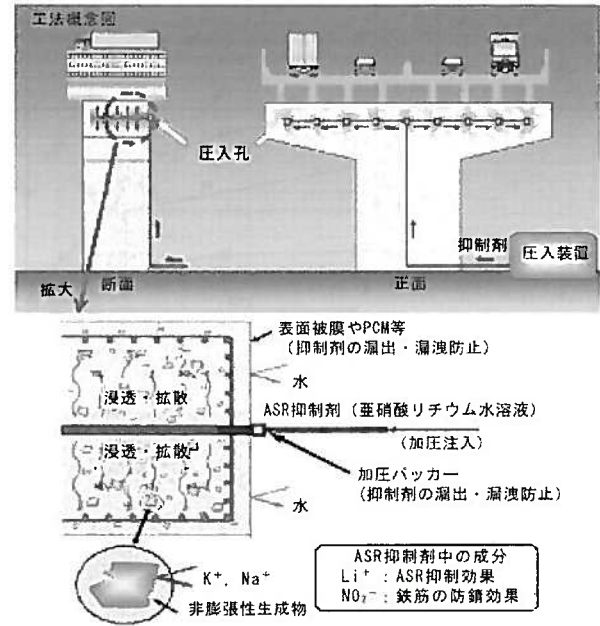 工法概念図
圧入孔
抑制剤
圧入装置
拡大
断面
正面
表面被膜やPCM等
(抑制剤の漏出・漏洩防止)
水
浸透・拡散
ASR抑制剤(亜硝酸リチウム水溶液)
(加圧注入)
浸透・拡散
加圧パッカー
(抑制剤の漏出・漏洩防止)
水
K⁺, Na⁺
非膨張性生成物
ASR抑制剤中の成分
Li⁺:ASR抑制効果
NO₂⁻:鉄筋の防錆効果